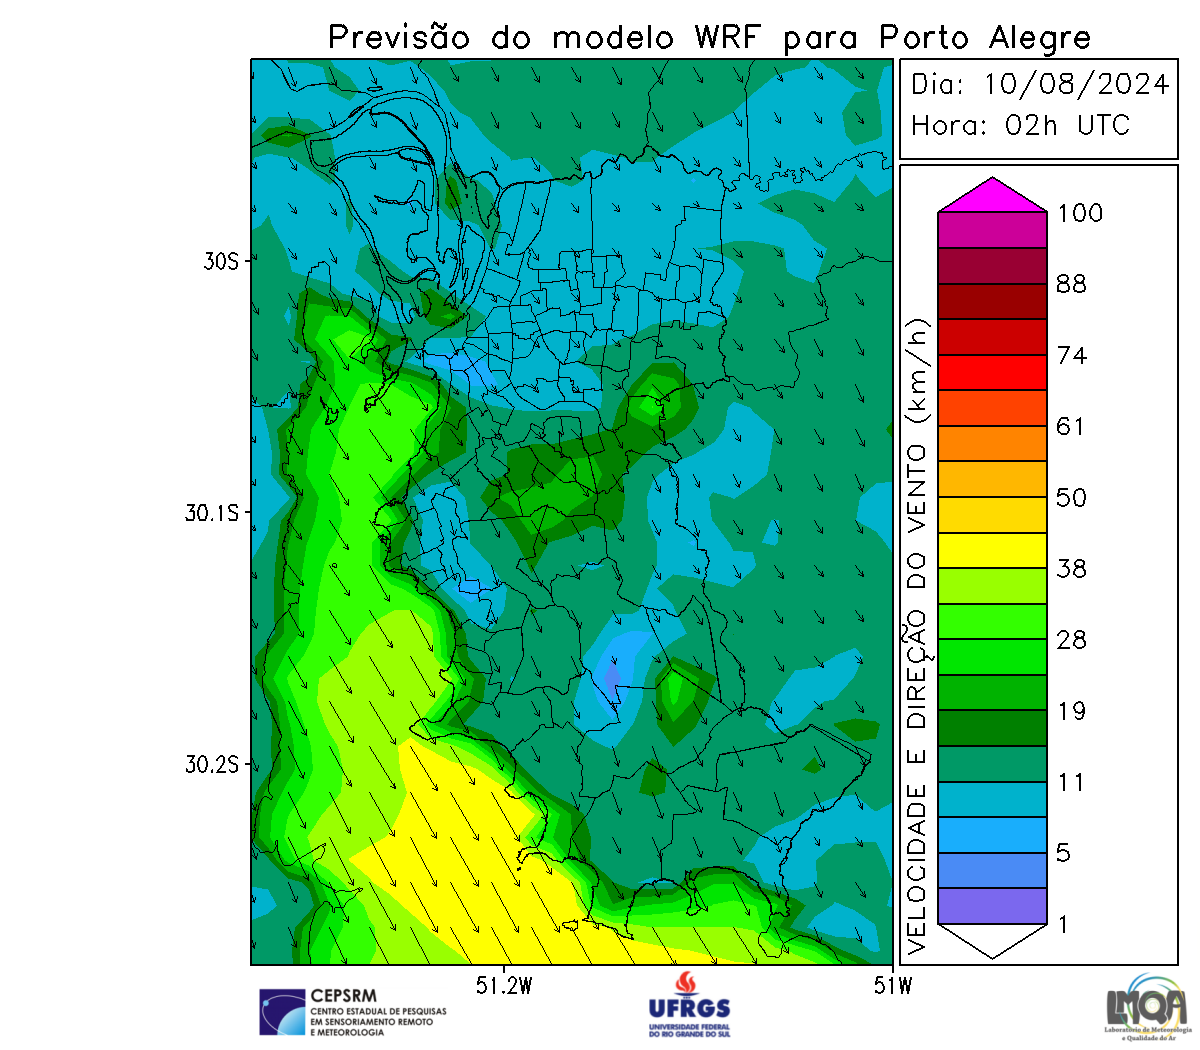 Previsão do modelo WRF para Porto Alegre
Dia: 10/08/2024
Hora: 02h UTC
30S
30.1S
30.2S
51.2W
51W
VELOCIDADE E DIREÇÃO DO VENTO (km/h)
100
88
74
61
50
38
28
19
11
5
1
CEPSRM
CENTRO ESTADUAL DE PESQUISAS
EM SENSORIAMENTO REMOTO
E METEOROLOGIA
UFRGS
UNIVERSIDADE FEDERAL
DO RIO GRANDE DO SUL
LMQA
Laboratório de Meteorologia
e Qualidade do Ar